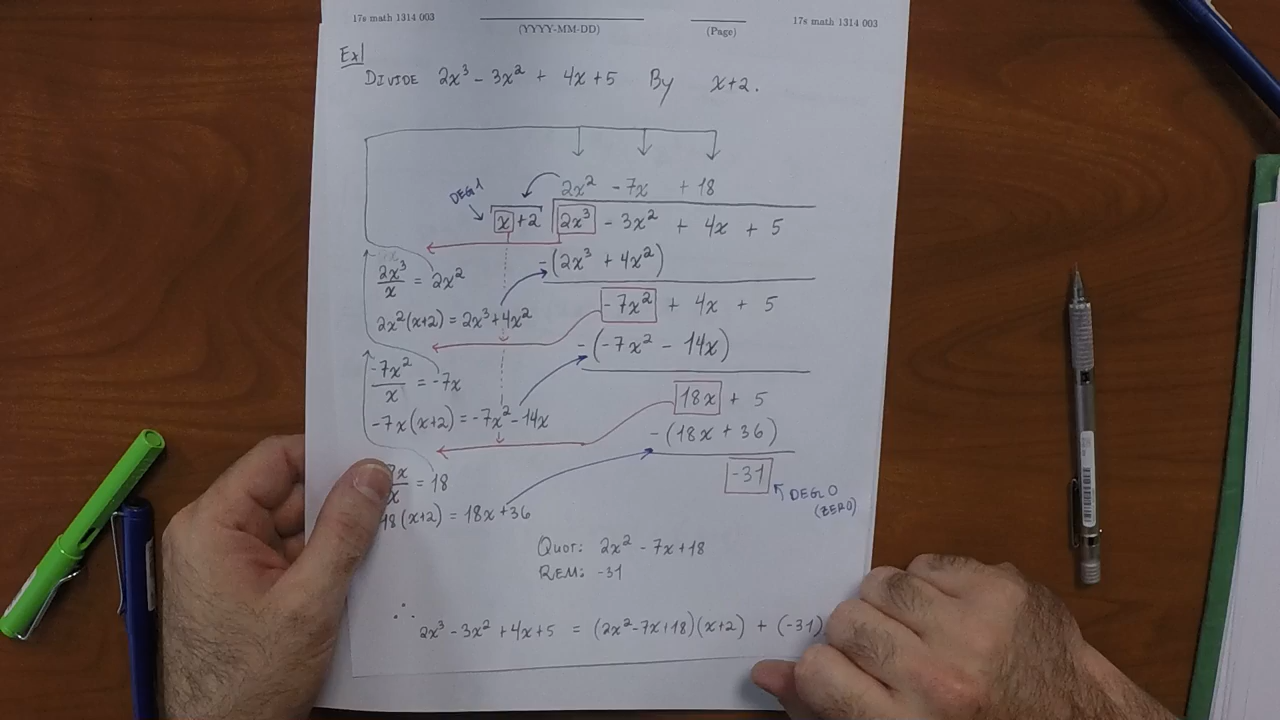 17s math 1314 003 (YYYY-MM-DD) (Page) 17s math 1314 003
Ex1
DIVIDE 2x³ - 3x² + 4x + 5 By x+2.
2x² - 7x + 18
DEG 1
x + 2 2x³ - 3x² + 4x + 5
-(2x³ + 4x²)
2x³/x = 2x²
2x²(x+2) = 2x³+4x²
-7x² + 4x + 5
-(-7x² - 14x)
-7x²/x = -7x
-7x(x+2) = -7x²-14x
18x + 5
-(18x + 36)
x/x = 18
18(x+2) = 18x+36
-31
DEG 0
(ZERO)
QUOT: 2x² - 7x+18
REM: -31
∴ 2x³ - 3x² + 4x+5 = (2x²-7x+18)(x+2) + (-31)